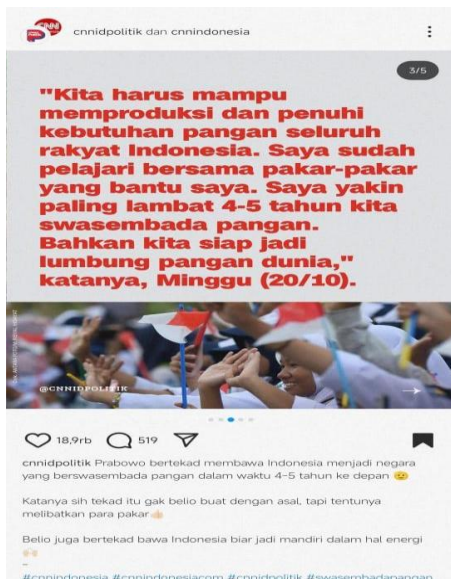 cnnidpolitik dan cnnindonesia
3/5
"Kita harus mampu
memproduksi dan penuhi
kebutuhan pangan seluruh
rakyat Indonesia. Saya sudah
pelajari bersama pakar-pakar
yang bantu saya. Saya yakin
paling lambat 4-5 tahun kita
swasembada pangan.
Bahkan kita siap jadi
lumbung pangan dunia,"
katanya, Minggu (20/10).
@CNNIDPOLITIK
18,9rb 519
cnnidpolitik Prabowo bertekad membawa Indonesia menjadi negara
yang berswasembada pangan dalam waktu 4-5 tahun ke depan 🫡
Katanya sih tekad itu gak belio buat dengan asal, tapi tentunya
melibatkan para pakar👍🏻
Belio juga bertekad bawa Indonesia biar jadi mandiri dalam hal energi
🙌🏻
–
#cnnindonesia #cnnindonesiacom #cnnidpolitik #swasembadapangan